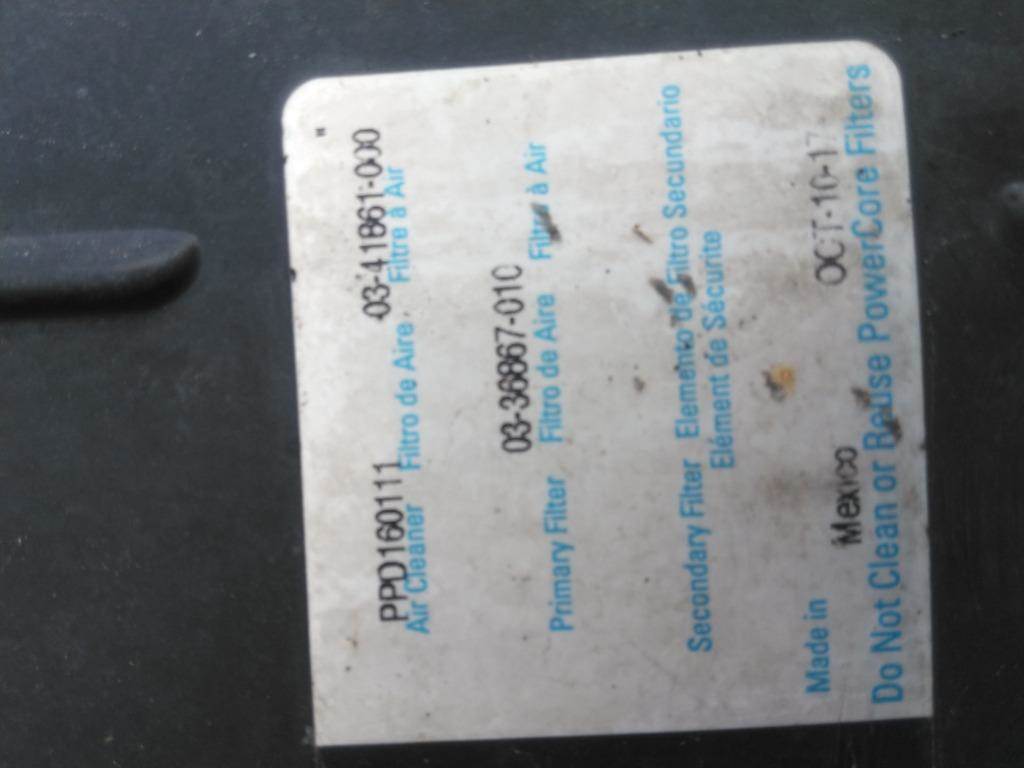 PPD160111 03-41861-000
Air Cleaner Filtro de Aire Filtre à Air
03-36867-010
Primary Filter Filtro de Aire Filtre à Air
Secondary Filter Elemento de Filtro Secundario
Elément de Sécurite
Made in Mexico OCT-10-17
Do Not Clean or Reuse PowerCore Filters